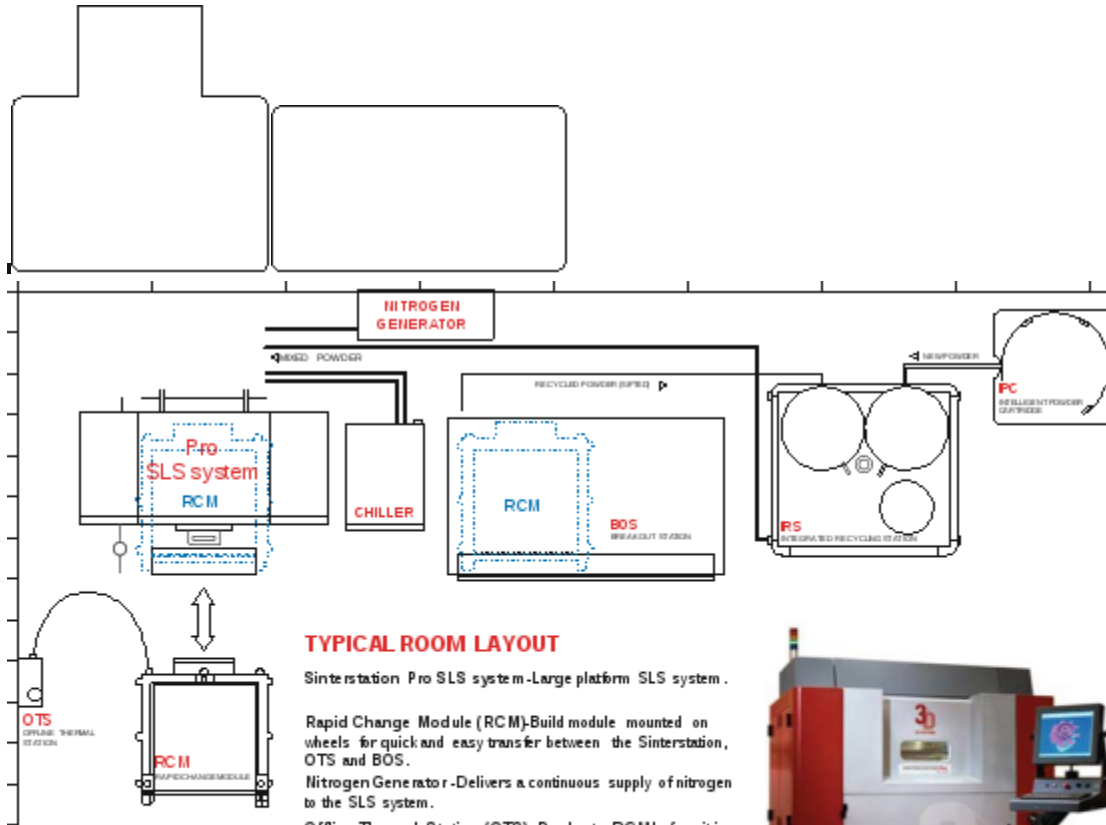 NITROGEN
GENERATOR
MIXED POWDER
NEW POWDER
RECYCLED POWDER (SIFTED)
IPC
INTELLIGENT POWDER
CARTRIDGE
Pro
SLS system
RCM
CHILLER
RCM
BOS
BREAKOUT STATION
IRS
INTEGRATED RECYCLING STATION
OTS
OFFLINE THERMAL
STATION
RCM
RAPID CHANGE MODULE
TYPICAL ROOM LAYOUT
Sinterstation Pro SLS system-Large platform SLS system.
Rapid Change Module (RCM)-Build module mounted on
wheels for quick and easy transfer between the Sinterstation,
OTS and BOS.
Nitrogen Generator-Delivers a continuous supply of nitrogen
to the SLS system.
3D